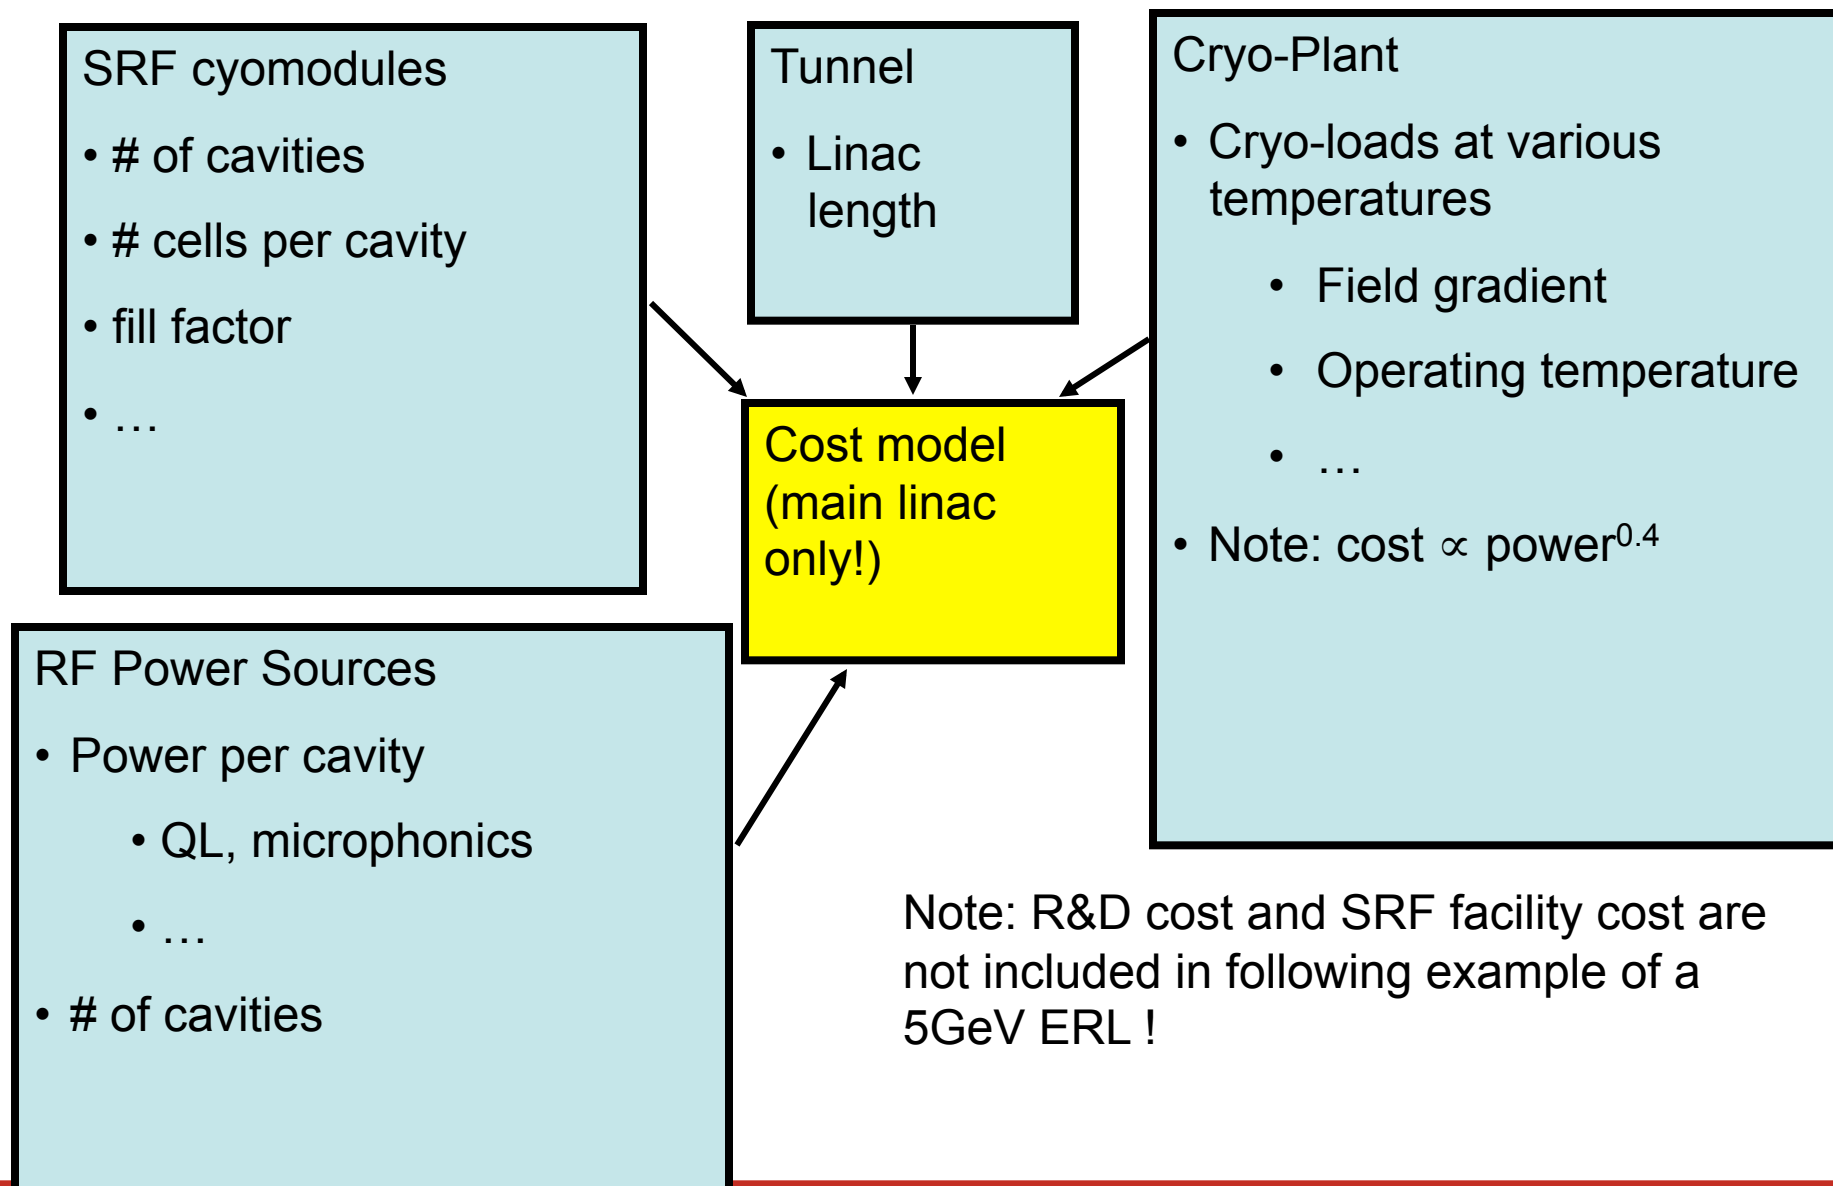 SRF cyomodules
• # of cavities
• # cells per cavity
• fill factor
• …
Tunnel
• Linac
length
Cryo-Plant
• Cryo-loads at various
temperatures
• Field gradient
• Operating temperature
• …
• Note: cost ∝ power^0.4
Cost model
(main linac
only!)
RF Power Sources
• Power per cavity
• QL, microphonics
• …
• # of cavities
Note: R&D cost and SRF facility cost are
not included in following example of a
5GeV ERL !